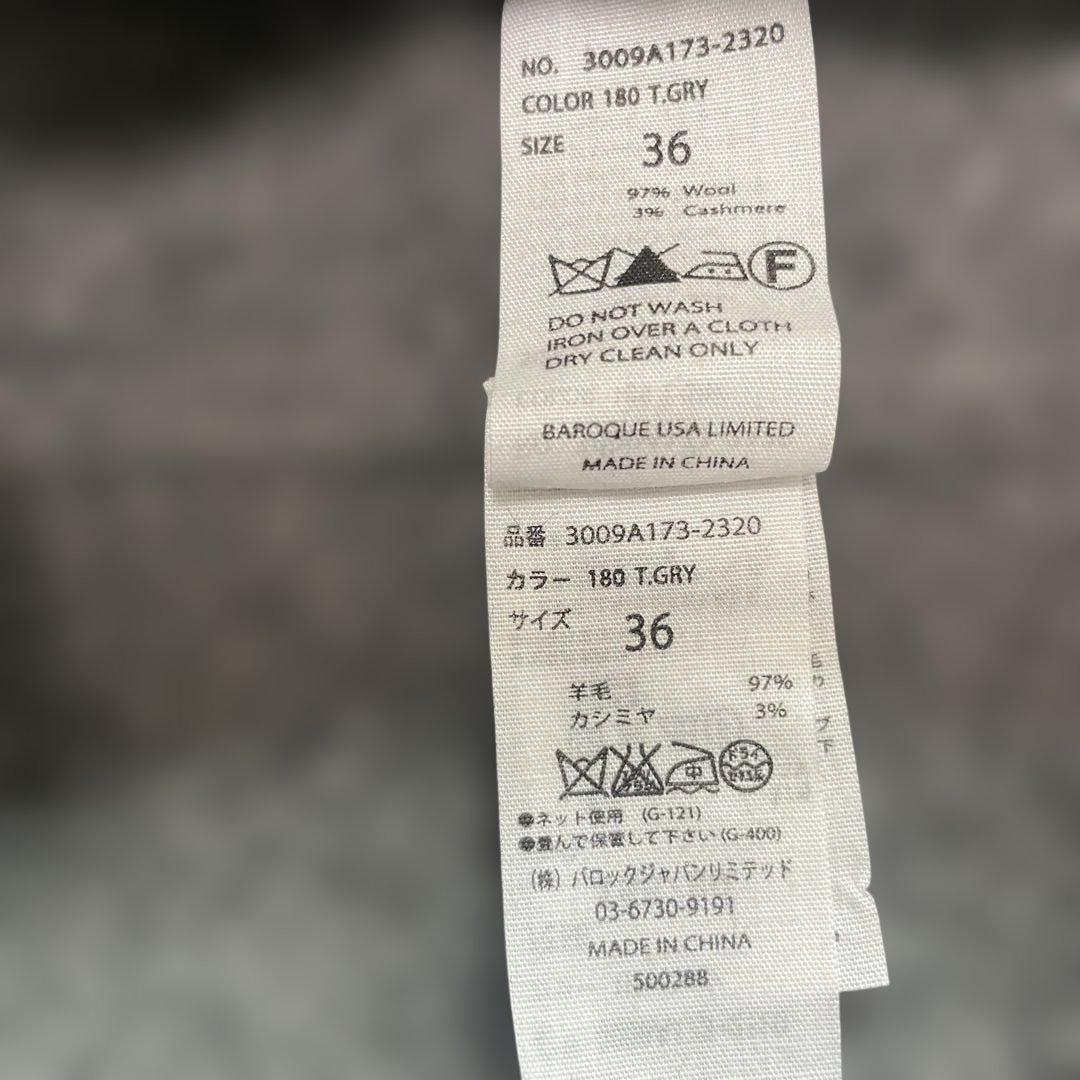 NO. 3009A173-2320
COLOR 180 T.GRY
SIZE 36
97% Wool
3% Cashmere
F
DO NOT WASH
IRON OVER A CLOTH
DRY CLEAN ONLY
BAROQUE USA LIMITED
MADE IN CHINA
品番 3009A173-2320
カラー 180 T.GRY
サイズ 36
羊毛 97%
カシミヤ 3%
中 ドライ
●ネット使用 (G-121)
●畳んで保管して下さい (G-400)
(株) バロックジャパンリミテッド
03-6730-9191
MADE IN CHINA
500288